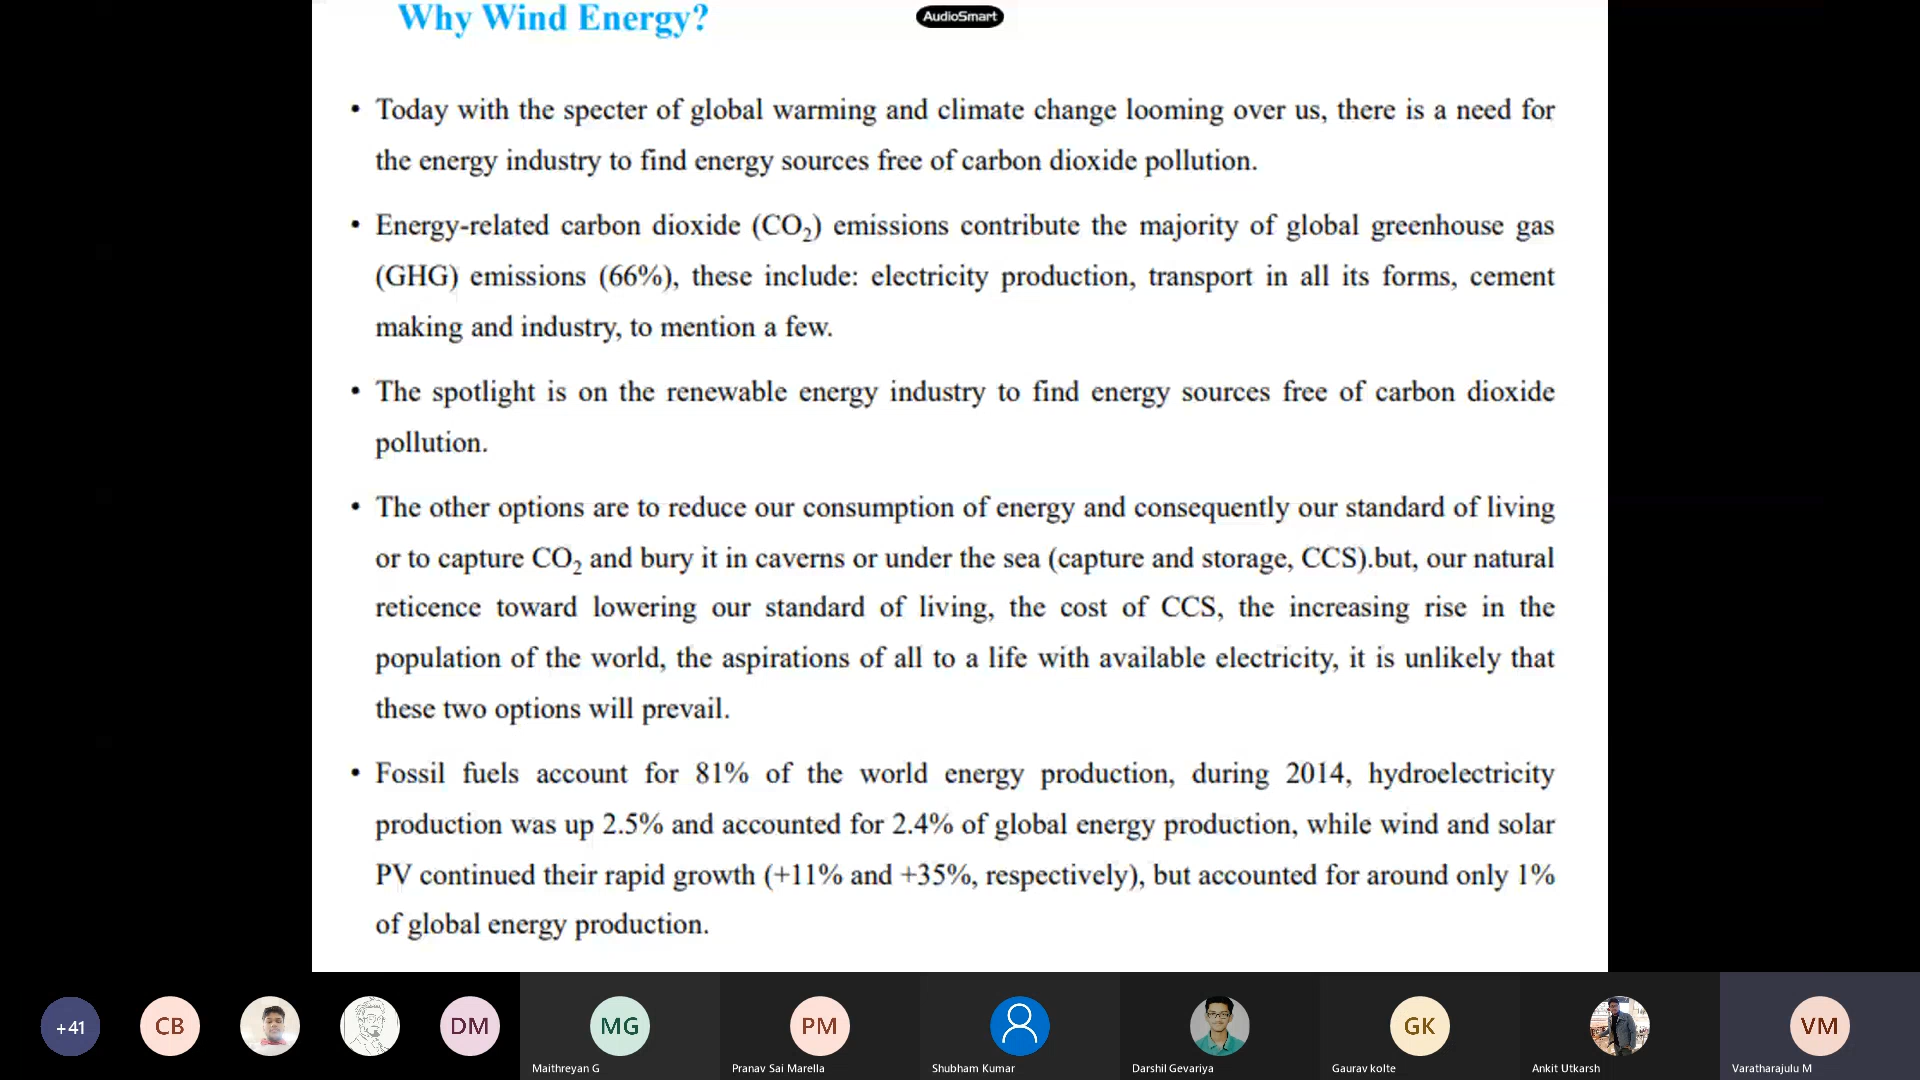 Why Wind Energy?
AudioSmart
• Today with the specter of global warming and climate change looming over us, there is a need for
the energy industry to find energy sources free of carbon dioxide pollution.
• Energy-related carbon dioxide (CO₂) emissions contribute the majority of global greenhouse gas
(GHG) emissions (66%), these include: electricity production, transport in all its forms, cement
making and industry, to mention a few.
• The spotlight is on the renewable energy industry to find energy sources free of carbon dioxide
pollution.
• The other options are to reduce our consumption of energy and consequently our standard of living
or to capture CO₂ and bury it in caverns or under the sea (capture and storage, CCS).but, our natural
reticence toward lowering our standard of living, the cost of CCS, the increasing rise in the
population of the world, the aspirations of all to a life with available electricity, it is unlikely that
these two options will prevail.
• Fossil fuels account for 81% of the world energy production, during 2014, hydroelectricity
production was up 2.5% and accounted for 2.4% of global energy production, while wind and solar
PV continued their rapid growth (+11% and +35%, respectively), but accounted for around only 1%
of global energy production.
+41
CB
DM
MG
PM
GK
VM
Maithreyan G
Pranav Sai Marella
Shubham Kumar
Darshil Gevariya
Gaurav kolte
Ankit Utkarsh
Varatharajulu M